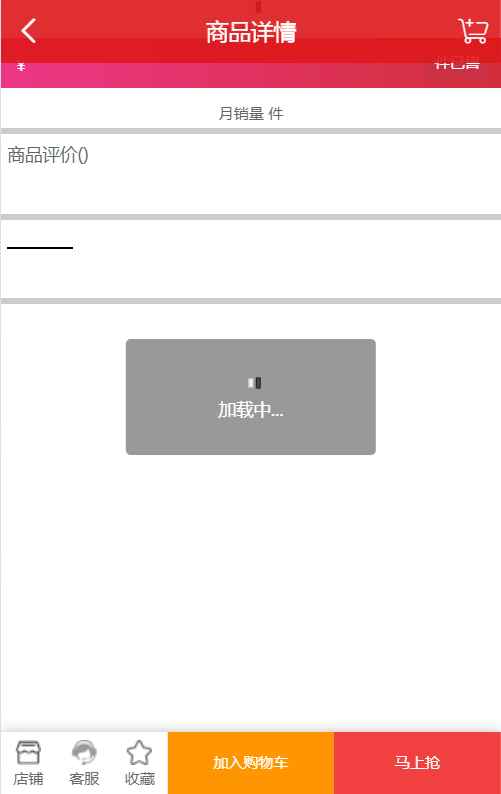 商品详情
¥
件已售
月销量 件
商品评价()
加载中...
店铺
客服
收藏
加入购物车
马上抢